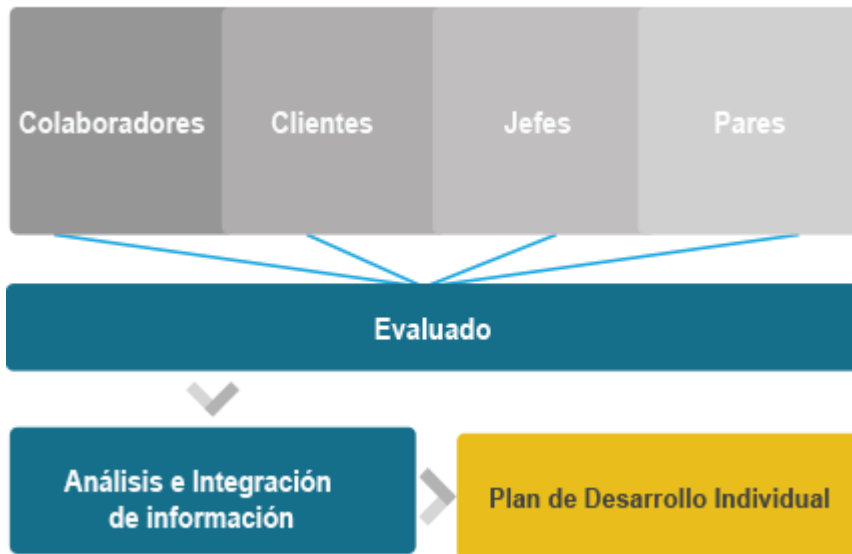 Colaboradores
Clientes
Jefes
Pares
Evaluado
Análisis e Integración
de información
Plan de Desarrollo Individual